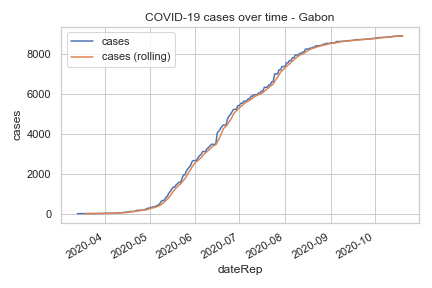 COVID-19 cases over time - Gabon
cases
cases (rolling)
8000
6000
4000
2000
0
cases
2020-04
2020-05
2020-06
2020-07
2020-08
2020-09
2020-10
dateRep